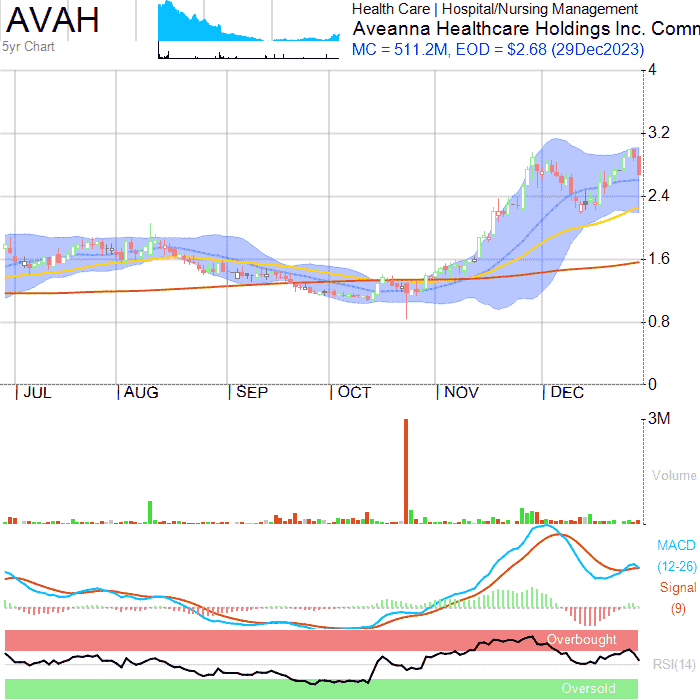 AVAH
5yr Chart
Health Care | Hospital/Nursing Management
Aveanna Healthcare Holdings Inc. Comm
MC = 511.2M, EOD = $2.68 (29Dec2023)
4
3.2
2.4
1.6
0.8
0
JUL AUG SEP OCT NOV DEC
3M
Volume
MACD
(12-26)
Signal
(9)
Overbought
RSI(14)
Oversold